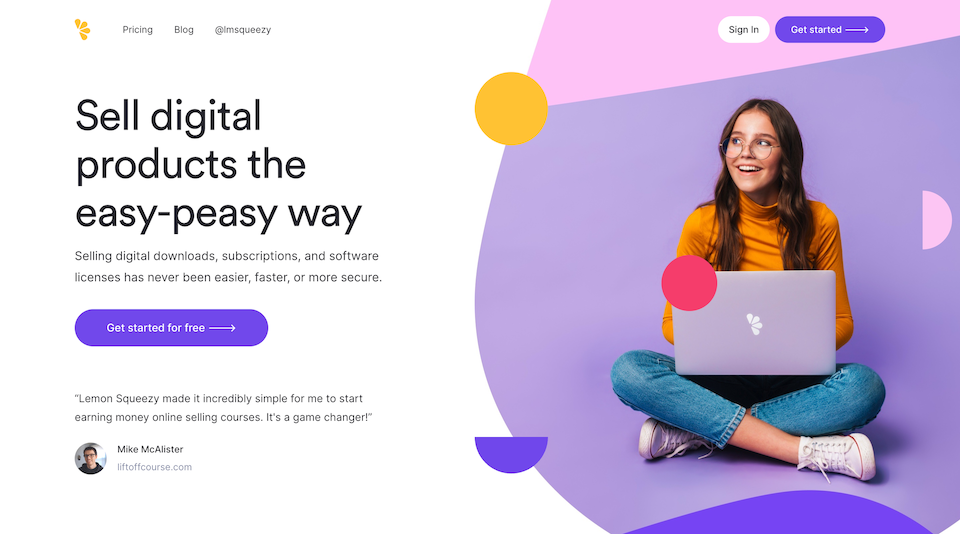 Pricing Blog @lmsqueezy Sign In Get started
Sell digital
products the
easy-peasy way
Selling digital downloads, subscriptions, and software
licenses has never been easier, faster, or more secure.
Get started for free
“Lemon Squeezy made it incredibly simple for me to start
earning money online selling courses. It's a game changer!”
Mike McAlister
liftoffcourse.com